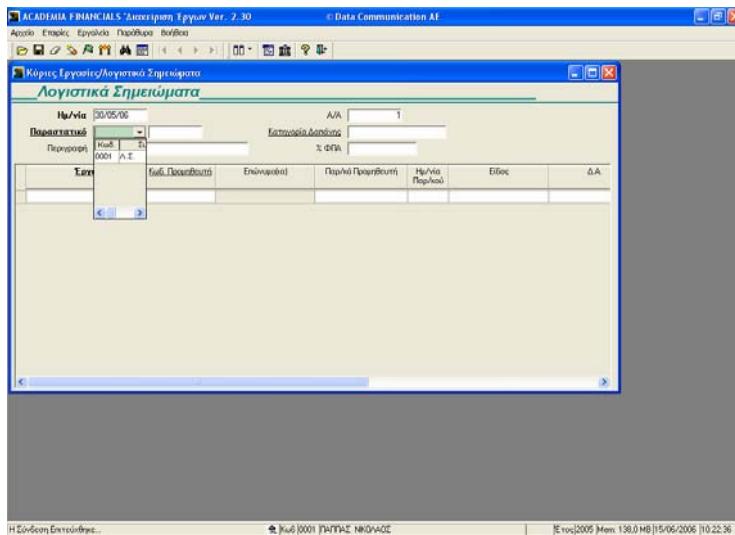 ACADEMIA FINANCIALS "Διαχείριση Έργων Ver. 2.30 © Data Communication AE
Αρχείο Εταιρίες Εργαλεία Παράθυρα Βοήθεια
Κύριες Εργασίες/Λογιστικά Σημειώματα
Λογιστικά Σημειώματα
Ημ/νία 30/05/06 Α/Α 1
Παραστατικό Κατηγορία Δαπάνης
Περιγραφή % ΦΠΑ
Κωδ. Συ
0001 Λ.Σ.
Έργο Κωδ. Προμηθευτή Επώνυμο(α) Παρ/κό Προμηθευτή Ημ/νία Παρ/κού Είδος Δ.Α.
Η Σύνδεση Επιτεύχθηκε... Κωδ 0001 ΠΑΠΠΑΣ ΝΙΚΟΛΑΟΣ Έτος 2005 Mem: 138,0 MB 15/06/2006 10:22:36